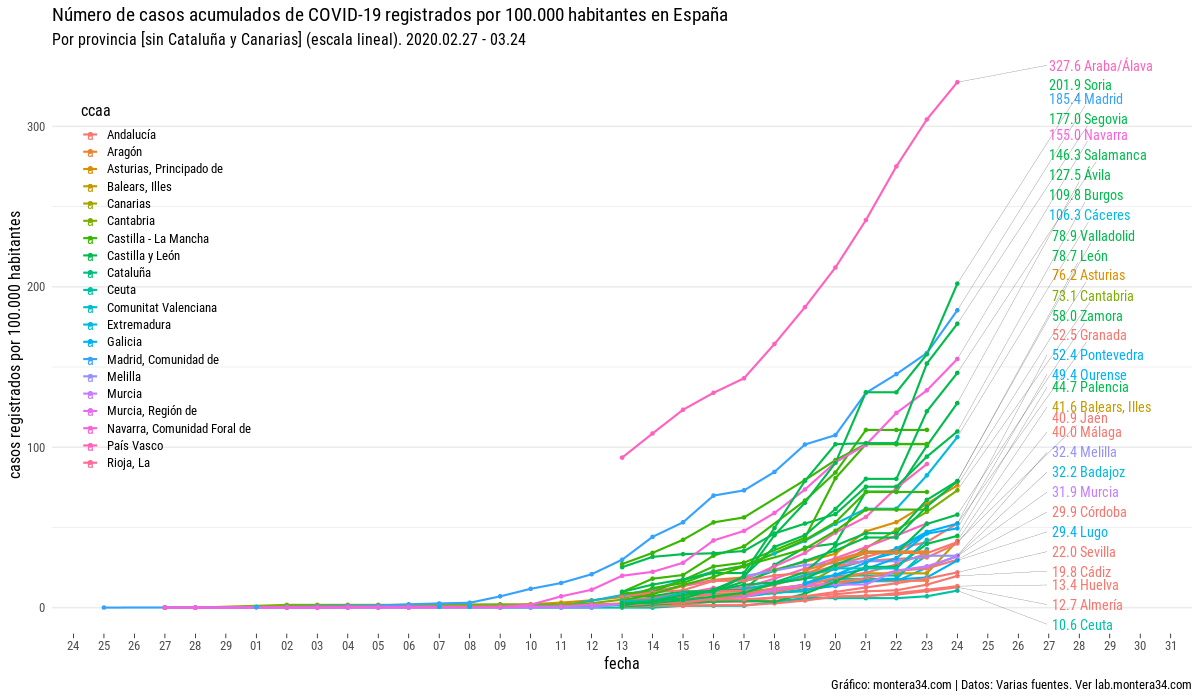 Número de casos acumulados de COVID-19 registrados por 100.000 habitantes en España
Por provincia [sin Cataluña y Canarias] (escala lineal). 2020.02.27 - 03.24
ccaa
Andalucía
Aragón
Asturias, Principado de
Balears, Illes
Canarias
Cantabria
Castilla - La Mancha
Castilla y León
Cataluña
Ceuta
Comunitat Valenciana
Extremadura
Galicia
Madrid, Comunidad de
Melilla
Murcia
Murcia, Región de
Navarra, Comunidad Foral de
País Vasco
Rioja, La
casos registrados por 100.000 habitantes
300
200
100
0
327.6 Araba/Álava
201.9 Soria
185.4 Madrid
177.0 Segovia
155.0 Navarra
146.3 Salamanca
127.5 Ávila
109.8 Burgos
106.3 Cáceres
78.9 Valladolid
78.7 León
76.2 Asturias
73.1 Cantabria
58.0 Zamora
52.5 Granada
52.4 Pontevedra
49.4 Ourense
44.7 Palencia
41.6 Balears, Illes
40.9 Jaén
40.0 Málaga
32.4 Melilla
32.2 Badajoz
31.9 Murcia
29.9 Córdoba
29.4 Lugo
22.0 Sevilla
19.8 Cádiz
13.4 Huelva
12.7 Almería
10.6 Ceuta
24 25 26 27 28 29 01 02 03 04 05 06 07 08 09 10 11 12 13 14 15 16 17 18 19 20 21 22 23 24 25 26 27 28 29 30 31
fecha
Gráfico: montera34.com | Datos: Varias fuentes. Ver lab.montera34.com